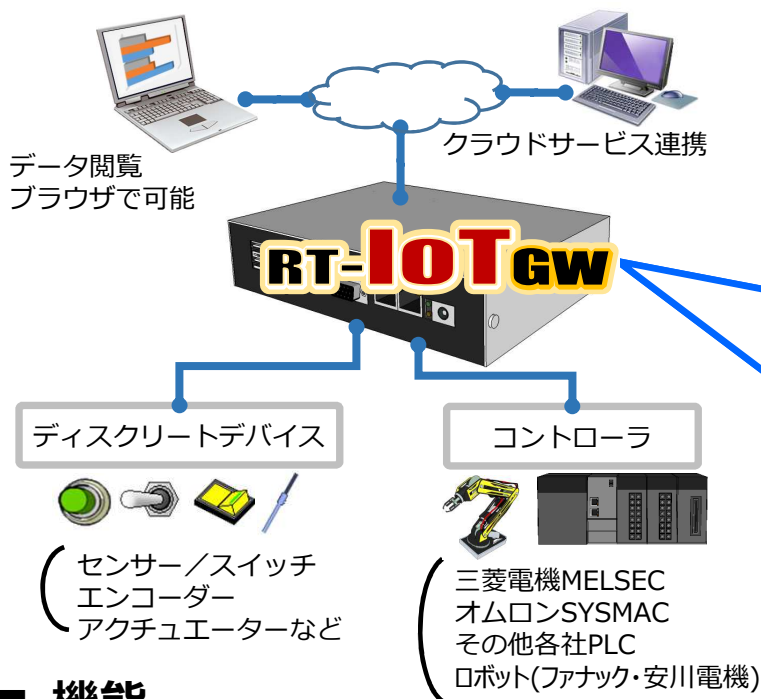 クラウドサービス連携
データ閲覧
ブラウザで可能
RT-IoTGW
ディスクリートデバイス
コントローラ
センサー／スイッチ
エンコーダー
アクチュエーターなど
三菱電機MELSEC
オムロンSYSMAC
その他各社PLC
ロボット(ファナック・安川電機)
■ 機能